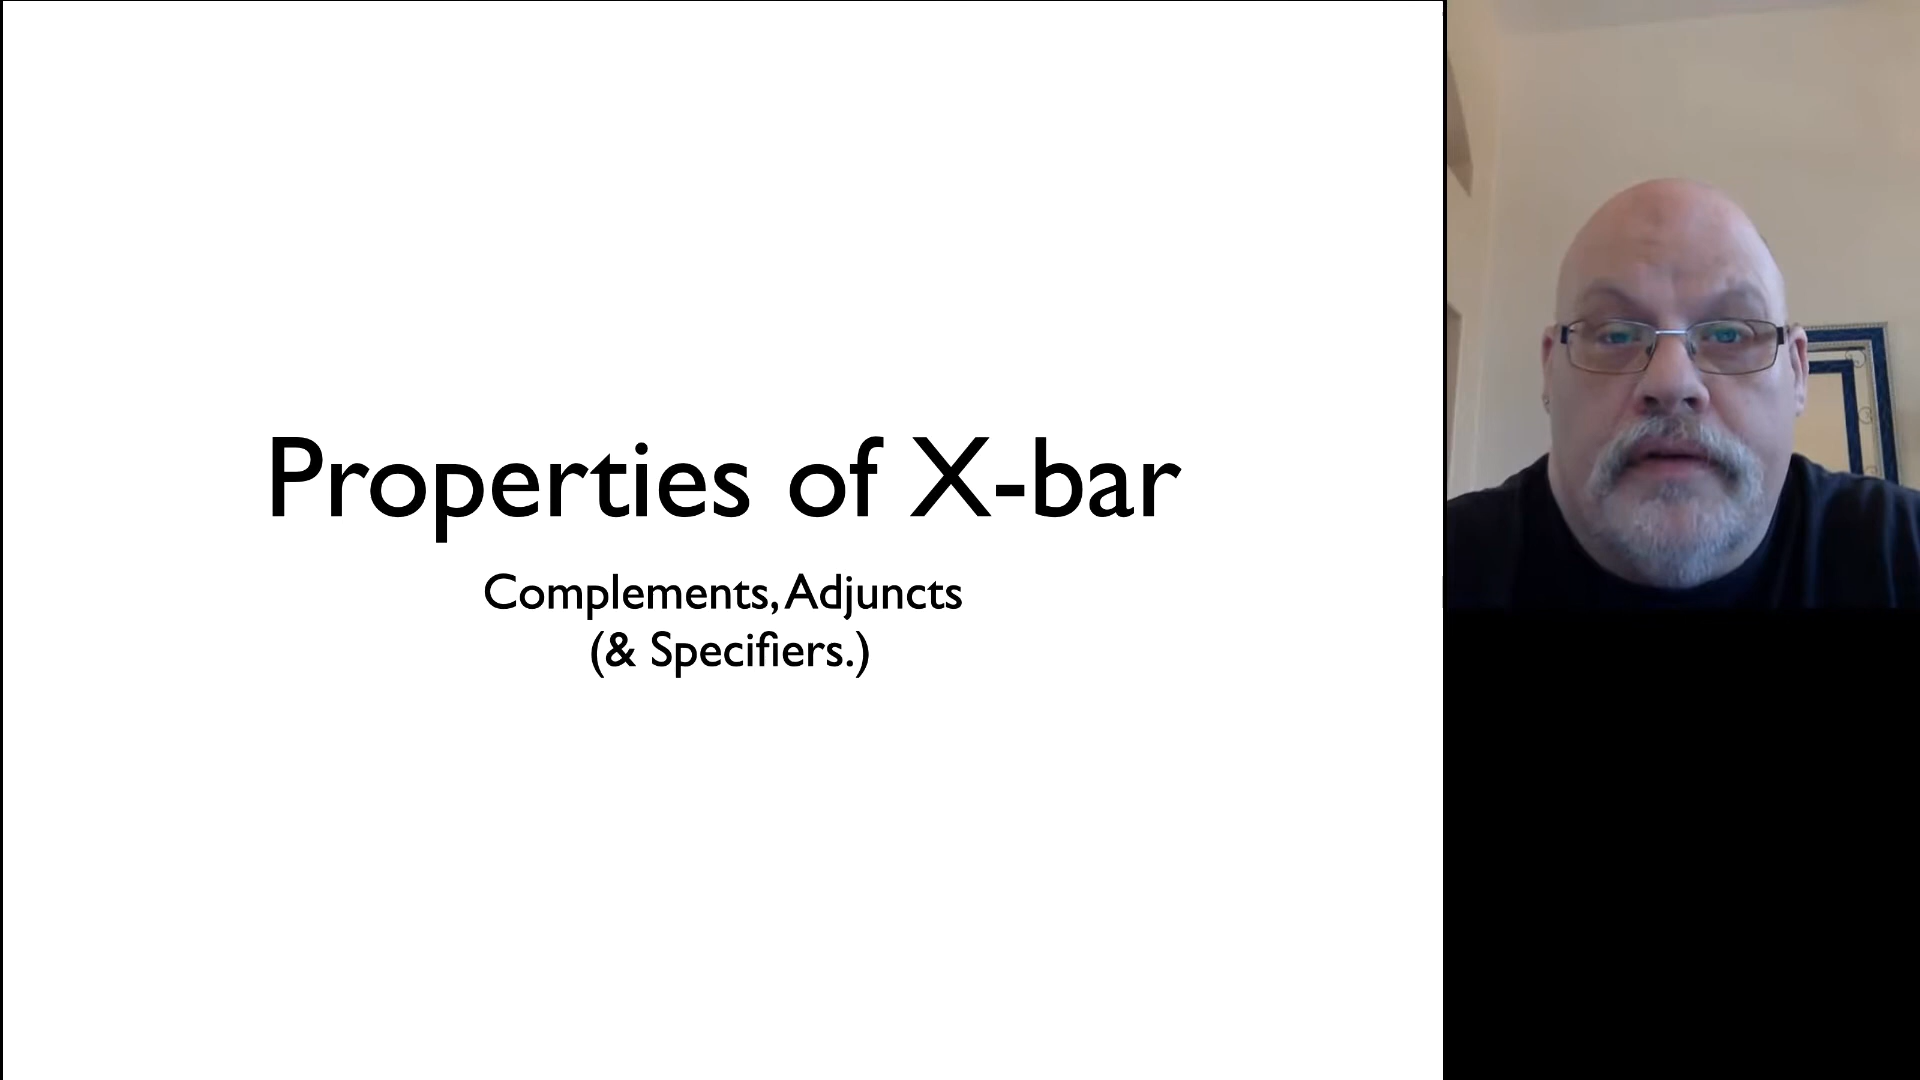 Properties of X-bar
Complements, Adjuncts
(& Specifiers.)